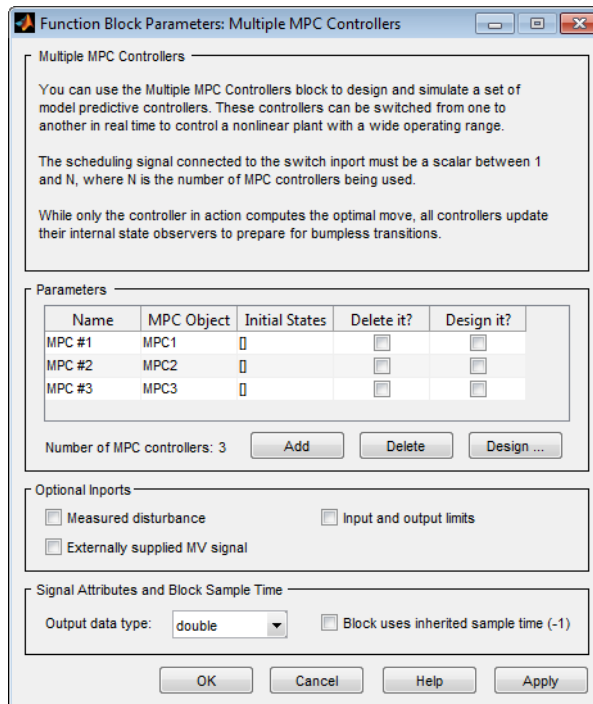 Function Block Parameters: Multiple MPC Controllers
Multiple MPC Controllers
You can use the Multiple MPC Controllers block to design and simulate a set of
model predictive controllers. These controllers can be switched from one to
another in real time to control a nonlinear plant with a wide operating range.
The scheduling signal connected to the switch inport must be a scalar between 1
and N, where N is the number of MPC controllers being used.
While only the controller in action computes the optimal move, all controllers update
their internal state observers to prepare for bumpless transitions.
Parameters
Name MPC Object Initial States Delete it? Design it?
MPC #1 MPC1 []
MPC #2 MPC2 []
MPC #3 MPC3 []
Number of MPC controllers: 3 Add Delete Design ...
Optional Inports
Measured disturbance Input and output limits
Externally supplied MV signal
Signal Attributes and Block Sample Time
Output data type: double Block uses inherited sample time (-1)
OK Cancel Help Apply